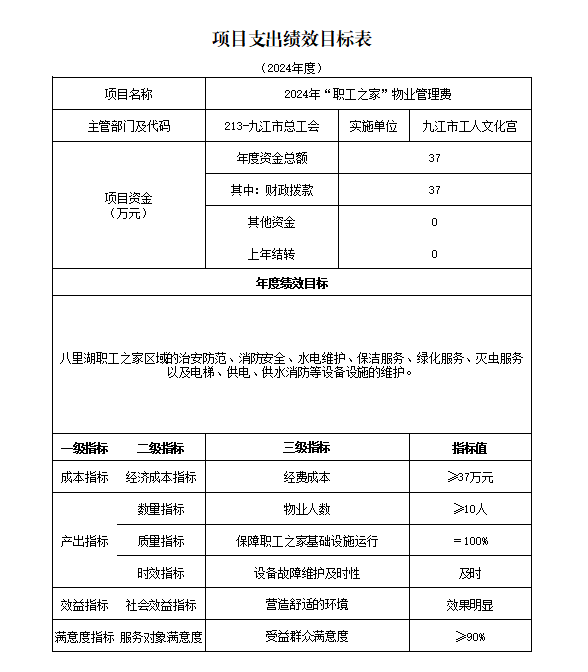 项目支出绩效目标表
（2024年度）
项目名称 2024年“职工之家”物业管理费
主管部门及代码 213-九江市总工会 实施单位 九江市工人文化宫
项目资金
（万元）
年度资金总额 37
其中：财政拨款 37
其他资金 0
上年结转 0
年度绩效目标
八里湖职工之家区域的治安防范、消防安全、水电维护、保洁服务、绿化服务、灭虫服务
以及电梯、供电、供水消防等设备设施的维护。
一级指标 二级指标 三级指标 指标值
成本指标 经济成本指标 经费成本 ≥37万元
产出指标 数量指标 物业人数 ≥10人
质量指标 保障职工之家基础设施运行 ＝100%
时效指标 设备故障维护及时性 及时
效益指标 社会效益指标 营造舒适的环境 效果明显
满意度指标 服务对象满意度 受益群众满意度 ≥90%